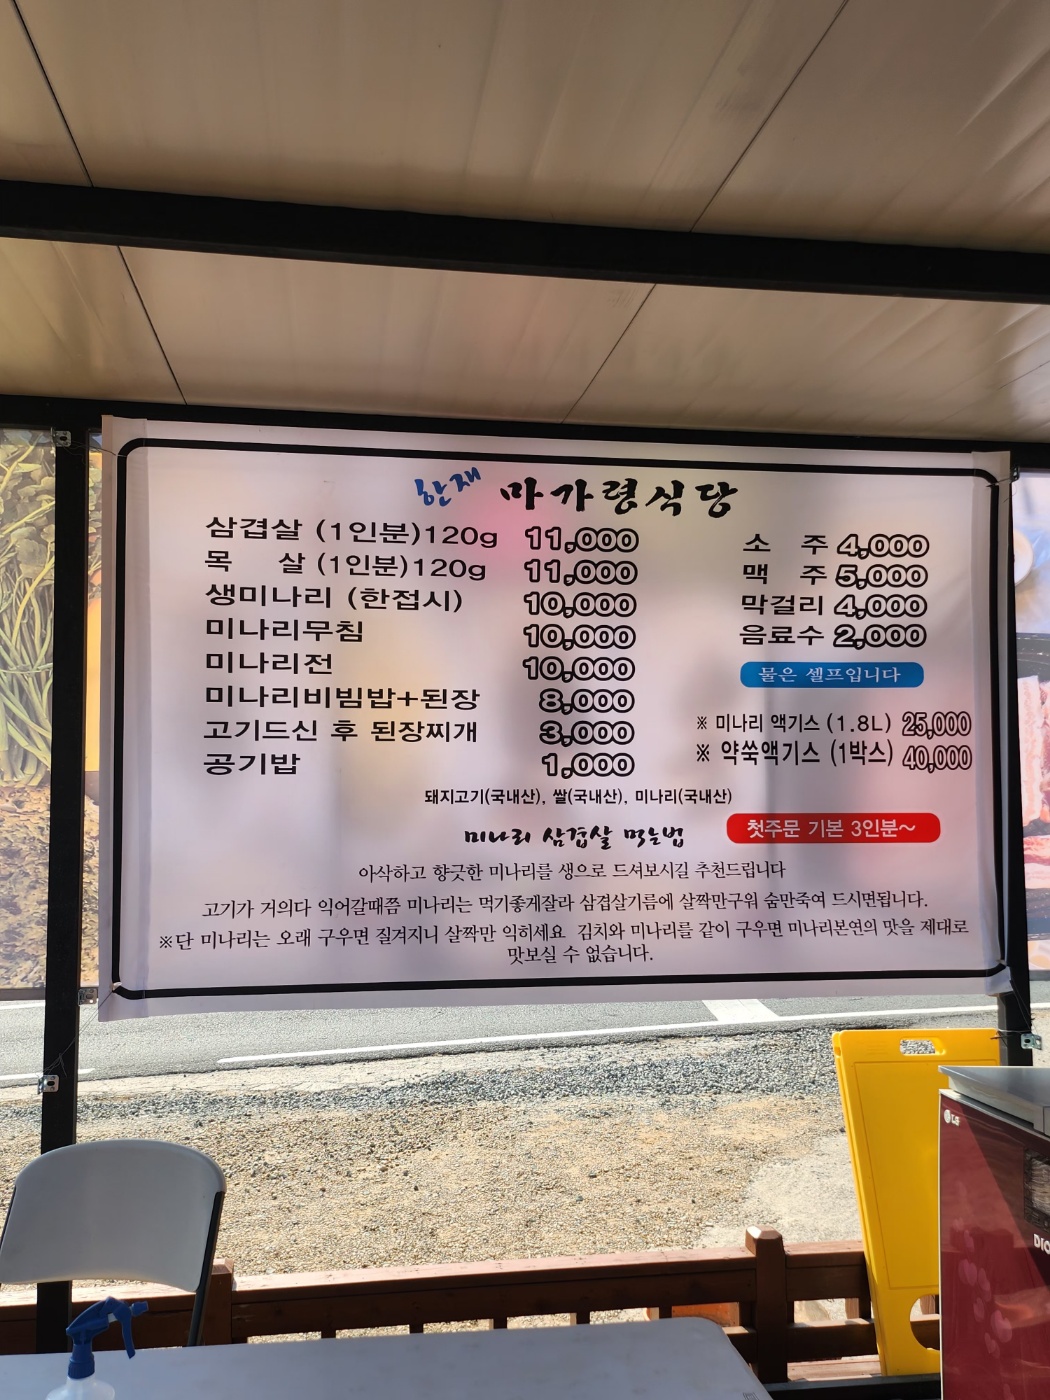 한재 마가령식당
삼겹살 (1인분)120g 11,000
목 살 (1인분)120g 11,000
생미나리 (한접시) 10,000
미나리무침 10,000
미나리전 10,000
미나리비빔밥+된장 8,000
고기드신 후 된장찌개 3,000
공기밥 1,000
소 주 4,000
맥 주 5,000
막걸리 4,000
음료수 2,000
물은 셀프입니다
※ 미나리 액기스 (1.8L) 25,000
※ 약쑥액기스 (1박스) 40,000
돼지고기(국내산), 쌀(국내산), 미나리(국내산)
첫주문 기본 3인분~
미나리 삼겹살 먹는법
아삭하고 향긋한 미나리를 생으로 드셔보시길 추천드립니다
고기가 거의다 익어갈때쯤 미나리는 먹기좋게잘라 삼겹살기름에 살짝만구워 숨만죽여 드시면됩니다.
※단 미나리는 오래 구우면 질겨지니 살짝만 익히세요 김치와 미나리를 같이 구우면 미나리본연의 맛을 제대로
맛보실 수 없습니다.
LG